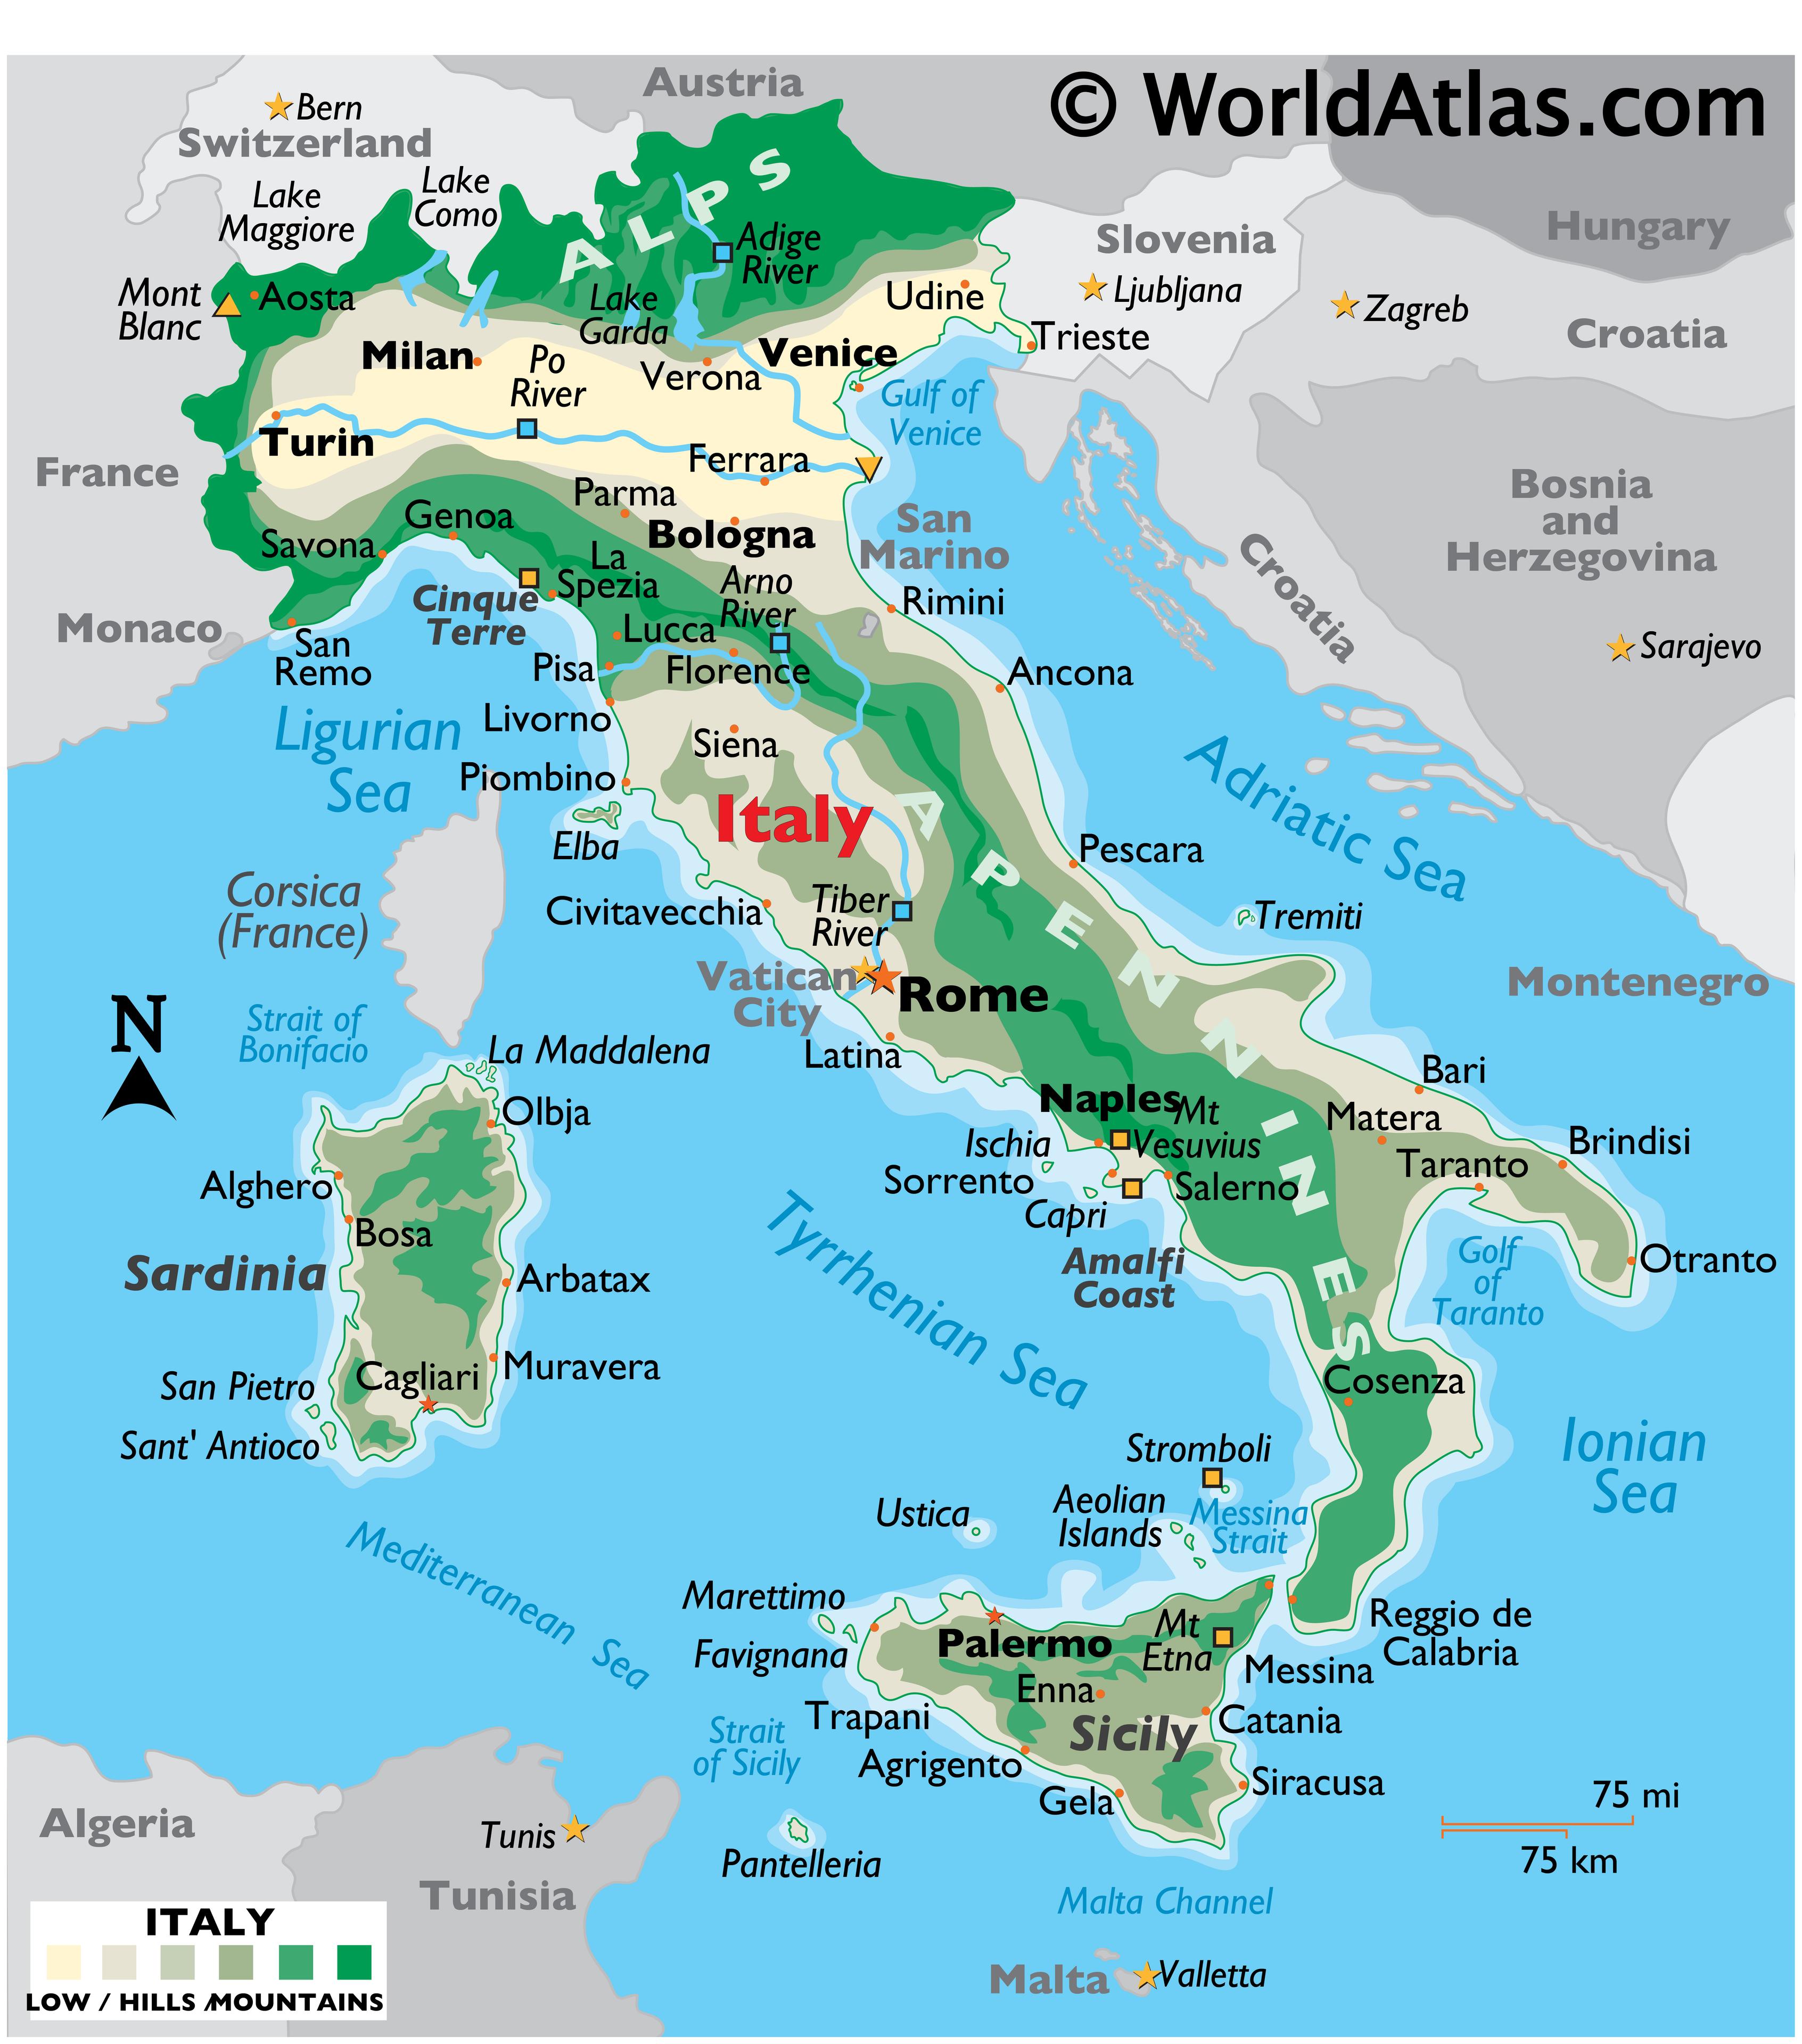 © WorldAtlas.com
Austria
Bern
Switzerland
Lake
Maggiore
Lake
Como
ALPS
Adige
River
Slovenia
Hungary
Ljubljana
Zagreb
Croatia
Mont
Blanc
Aosta
Lake
Garda
Udine
Trieste
Milan
Po
River
Verona
Venice
Gulf of
Venice
Turin
France
Ferrara
Parma
Bologna
Genoa
Savona
San
Marino
Bosnia
and
Herzegovina
Croatia
La
Spezia
Arno
River
Cinque
Terre
Rimini
Monaco
San
Remo
Lucca
Pisa
Florence
Ancona
Sarajevo
Livorno
Ligurian
Sea
Siena
Piombino
Italy
Elba
APENNINES
Pescara
Adriatic Sea
Corsica
(France)
Civitavecchia
Tiber
River
Tremiti
Vatican
City
Rome
Montenegro
N
Strait of
Bonifacio
La Maddalena
Latina
Bari
Naples
Mt
Vesuvius
Matera
Olbja
Ischia
Brindisi
Taranto
Alghero
Sorrento
Salerno
Capri
Bosa
Tyrrhenian Sea
Amalfi
Coast
Golf
of
Taranto
Otranto
Sardinia
Arbatax
Muravera
Cagliari
San Pietro
Cosenza
Sant' Antioco
Stromboli
Ionian
Sea
Ustica
Aeolian
Islands
Messina
Strait
Mediterranean Sea
Marettimo
Favignana
Palermo
Mt
Etna
Reggio de
Calabria
Messina
Enna
Trapani
Sicily
Catania
Strait
of Sicily
Agrigento
Siracusa
Gela
75 mi
75 km
Algeria
Tunis
Pantelleria
Tunisia
Malta Channel
Malta
Valletta
ITALY
LOW / HILLS /MOUNTAINS